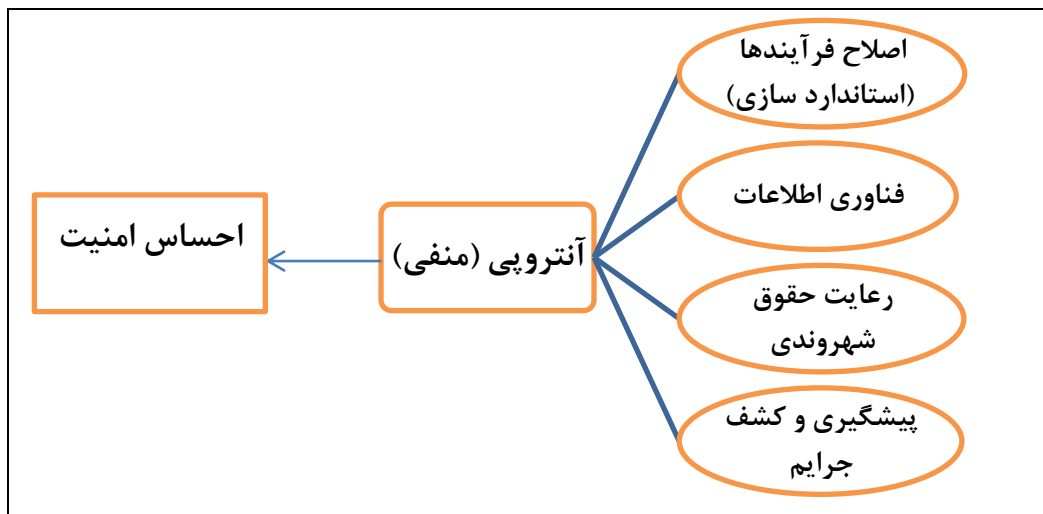 اصلاح فرآیندها
(استاندارد سازی)
فناوری اطلاعات
رعایت حقوق
شهروندی
پیشگیری و کشف
جرایم
آنتروپی (منفی)
احساس امنیت